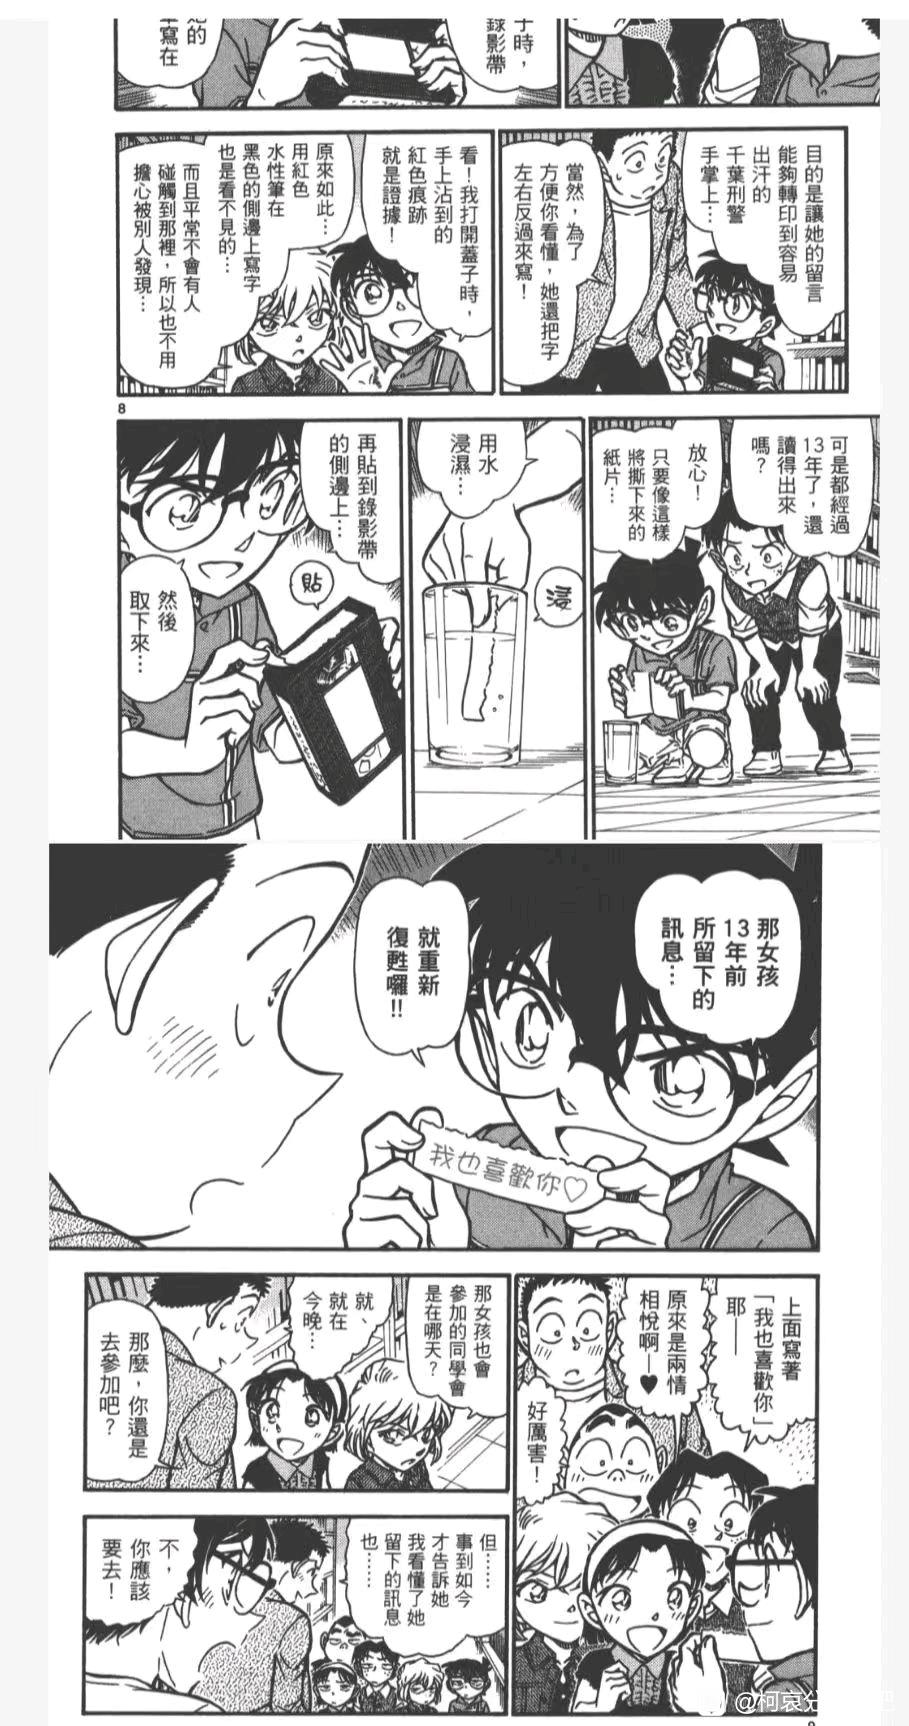 子時，
錄影帶
她的
筆寫在
目的是讓她的留言
能夠轉印到容易
出汗的
千葉刑警
手掌上…
當然，為了
方便你看懂，她還把字
左右反過來寫！
看！我打開蓋子時，
手上沾到的
紅色痕跡
就是證據！
原來如此…
用紅色
水性筆在
黑色的側邊上寫字
也是看不見的…
而且平常不會有人
碰觸到那裡，所以也不用
擔心被別人發現…
8
可是都經過
13年了，還
讀得出來
嗎？
放心！
只要像這樣
將撕下來的
紙片…
用水
浸濕…
浸
再貼到錄影帶
的側邊上…
貼
然後
取下來…
那女孩
13年前
所留下的
訊息…
就重新
復甦囉!!
我也喜歡你♡
上面寫著
「我也喜歡你」
耶——
原來是兩情
相悅啊—♥
好厲害！
那女孩也會
參加的同學會
是在哪天？
就、
就在
今晚…
那麼，你還是
去參加吧？
但……
事到如今
才告訴她
我看懂了她
留下的訊息
也……
不，
你應該
要去！
9